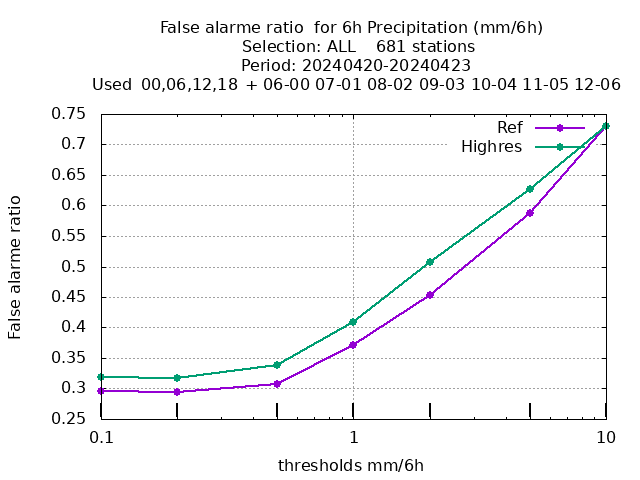 False alarme ratio  for 6h Precipitation (mm/6h)
Selection: ALL    681 stations
Period: 20240420-20240423
Used  00,06,12,18  + 06-00 07-01 08-02 09-03 10-04 11-05 12-06
0.75
0.7
0.65
0.6
0.55
0.5
0.45
0.4
0.35
0.3
0.25
False alarme ratio
Ref
Highres
0.1
1
10
thresholds mm/6h